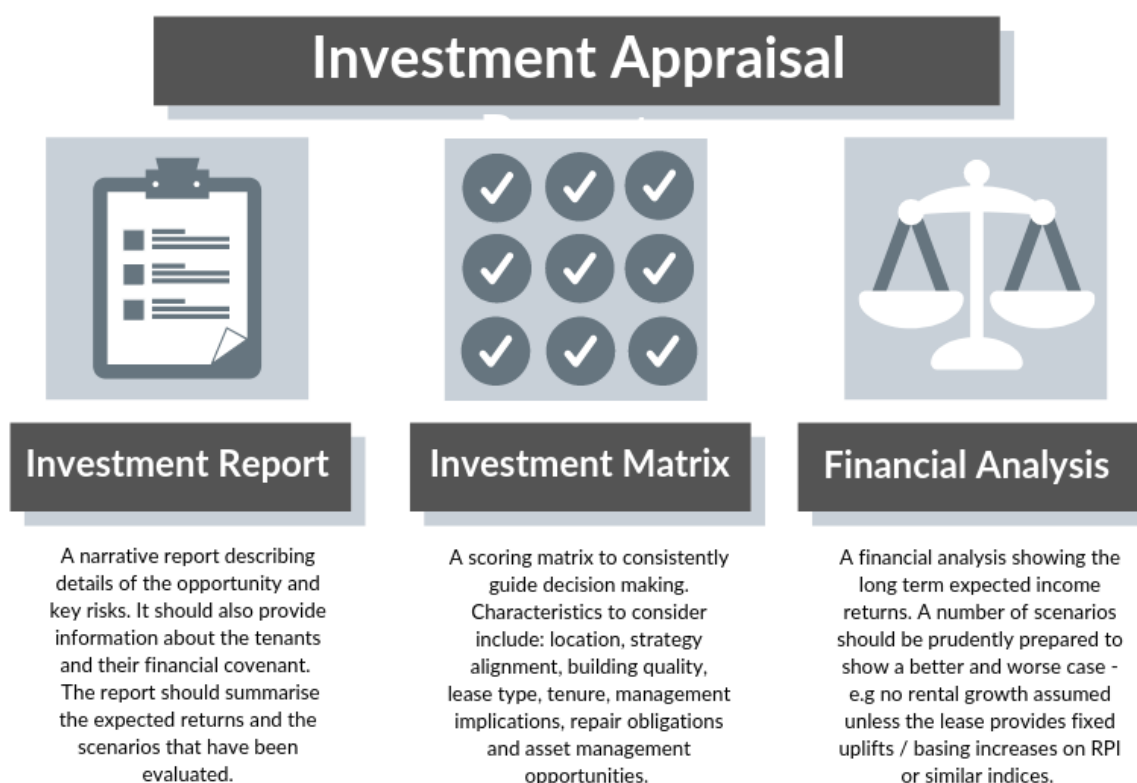 Investment Appraisal
Investment Report
A narrative report describing
details of the opportunity and
key risks. It should also provide
information about the tenants
and their financial covenant.
The report should summarise
the expected returns and the
scenarios that have been
evaluated.
Investment Matrix
A scoring matrix to consistently
guide decision making.
Characteristics to consider
include: location, strategy
alignment, building quality,
lease type, tenure, management
implications, repair obligations
and asset management
opportunities.
Financial Analysis
A financial analysis showing the
long term expected income
returns. A number of scenarios
should be prudently prepared to
show a better and worse case -
e.g no rental growth assumed
unless the lease provides fixed
uplifts / basing increases on RPI
or similar indices.